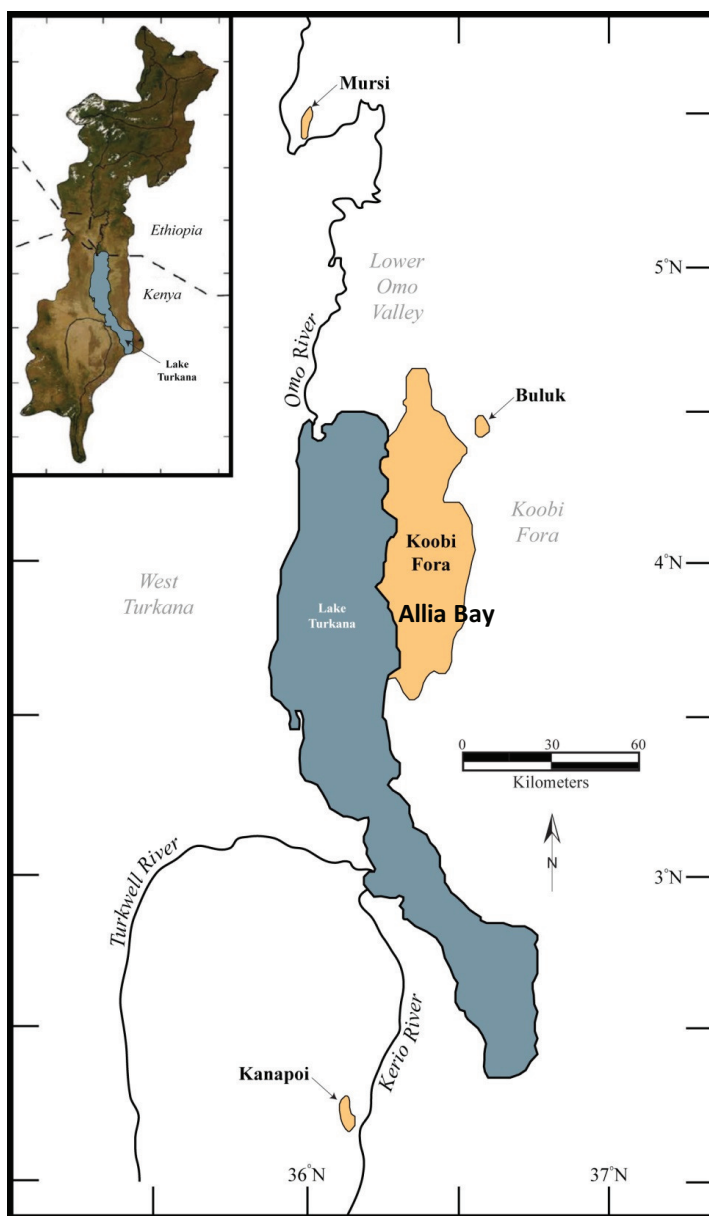 Mursi
Ethiopia
Kenya
Lake
Turkana
5°N
Lower
Omo
Valley
Omo River
Buluk
Koobi
Fora
4°N
Koobi
Fora
West
Turkana
Allia Bay
Lake
Turkana
0 30 60
Kilometers
N
3°N
Turkwell River
Kerio River
Kanapoi
36°N
37°N